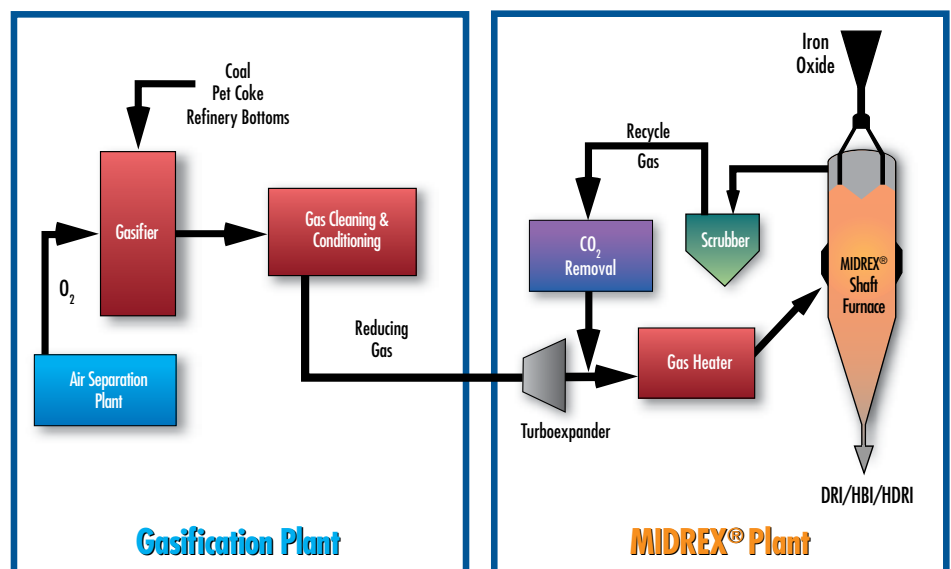 Coal
Pet Coke
Refinery Bottoms
Gasifier
O₂
Air Separation
Plant
Gas Cleaning &
Conditioning
Reducing
Gas
Gasification Plant
Iron
Oxide
Recycle
Gas
CO₂
Removal
Scrubber
MIDREX®
Shaft
Furnace
Gas Heater
Turboexpander
DRI/HBI/HDRI
MIDREX® Plant